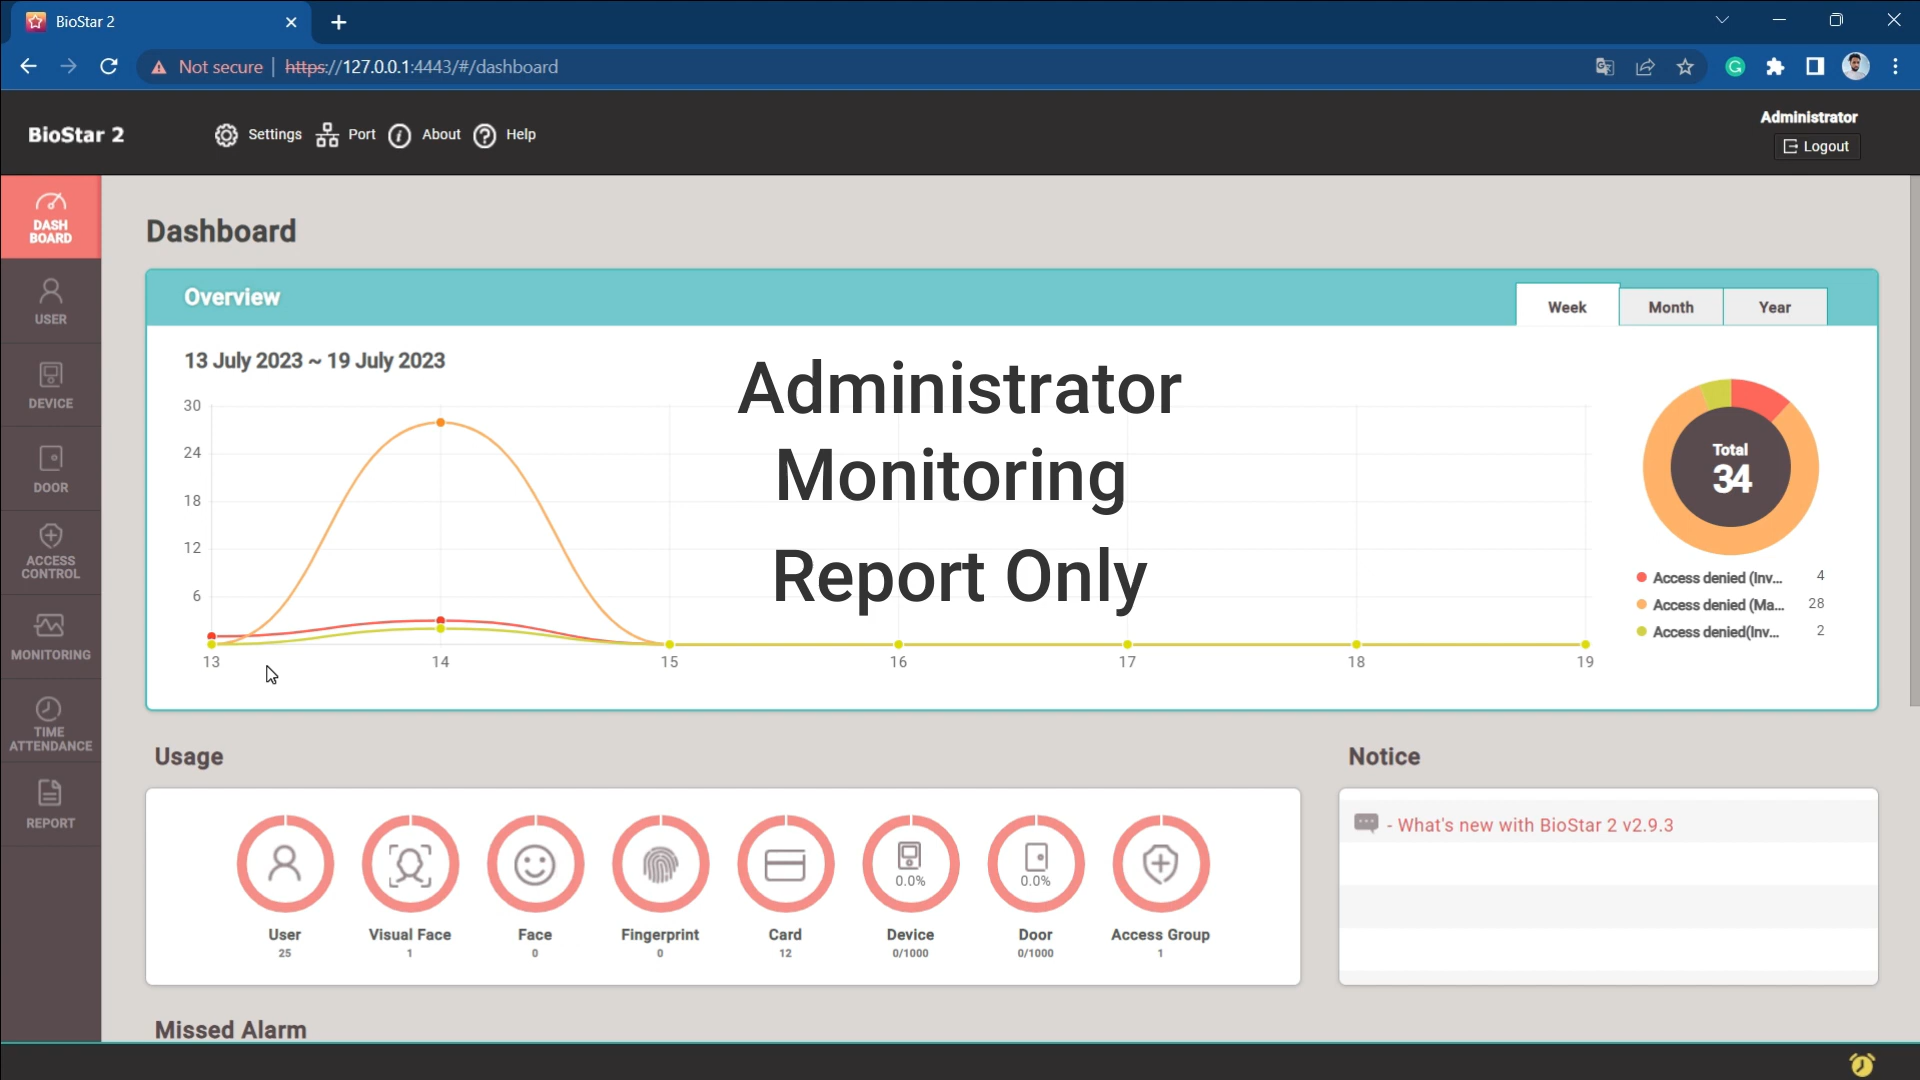 BioStar 2
Not secure | https://127.0.0.1:4443/#/dashboard
BioStar 2
Settings
Port
About
Help
Administrator
Logout
DASH
BOARD
USER
DEVICE
DOOR
ACCESS
CONTROL
MONITORING
TIME
ATTENDANCE
REPORT
Dashboard
Overview
Week
Month
Year
13 July 2023 ~ 19 July 2023
30
24
18
12
6
13
14
15
16
17
18
19
Administrator
Monitoring
Report Only
Total
34
Access denied (Inv... 4
Access denied (Ma... 28
Access denied(Inv... 2
Usage
User
25
Visual Face
1
Face
0
Fingerprint
0
Card
12
0.0%
Device
0/1000
0.0%
Door
0/1000
Access Group
1
Notice
- What's new with BioStar 2 v2.9.3
Missed Alarm